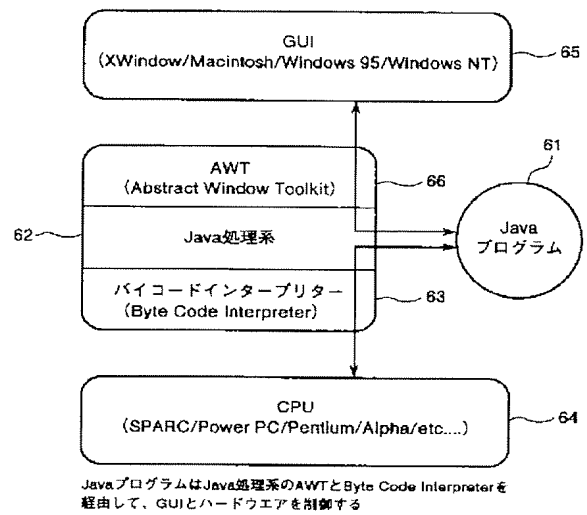 GUI
(XWindow/Macintosh/Windows 95/Windows NT)
65
AWT
(Abstract Window Toolkit)
66
61
62
Java処理系
Java
プログラム
バイコードインタープリター
(Byte Code Interpreter)
63
CPU
(SPARC/Power PC/Pentium/Alpha/etc....)
64
JavaプログラムはJava処理系のAWTとByte Code Interpreterを
経由して、GUIとハードウエアを制御する